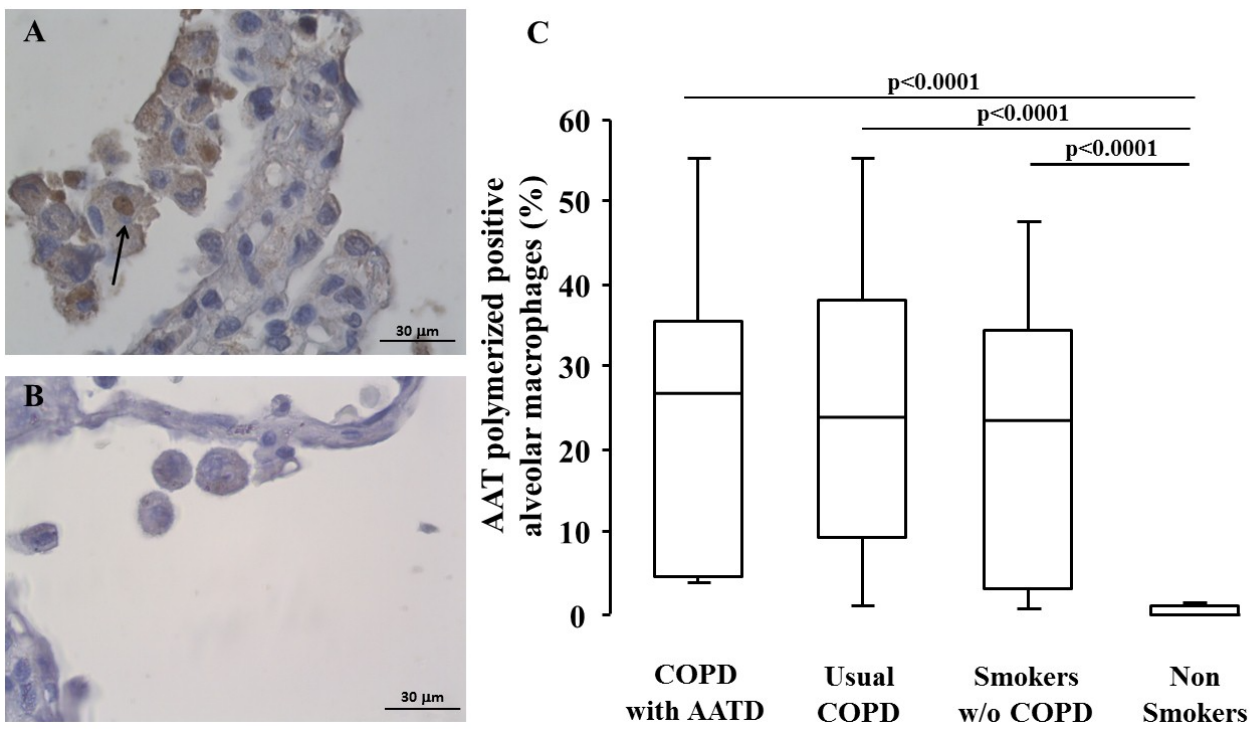 A
30 µm
B
30 µm
C
p<0.0001
p<0.0001
p<0.0001
60
50
40
30
20
10
0
AAT polymerized positive
alveolar macrophages (%)
COPD
with AATD
Usual
COPD
Smokers
w/o COPD
Non
Smokers